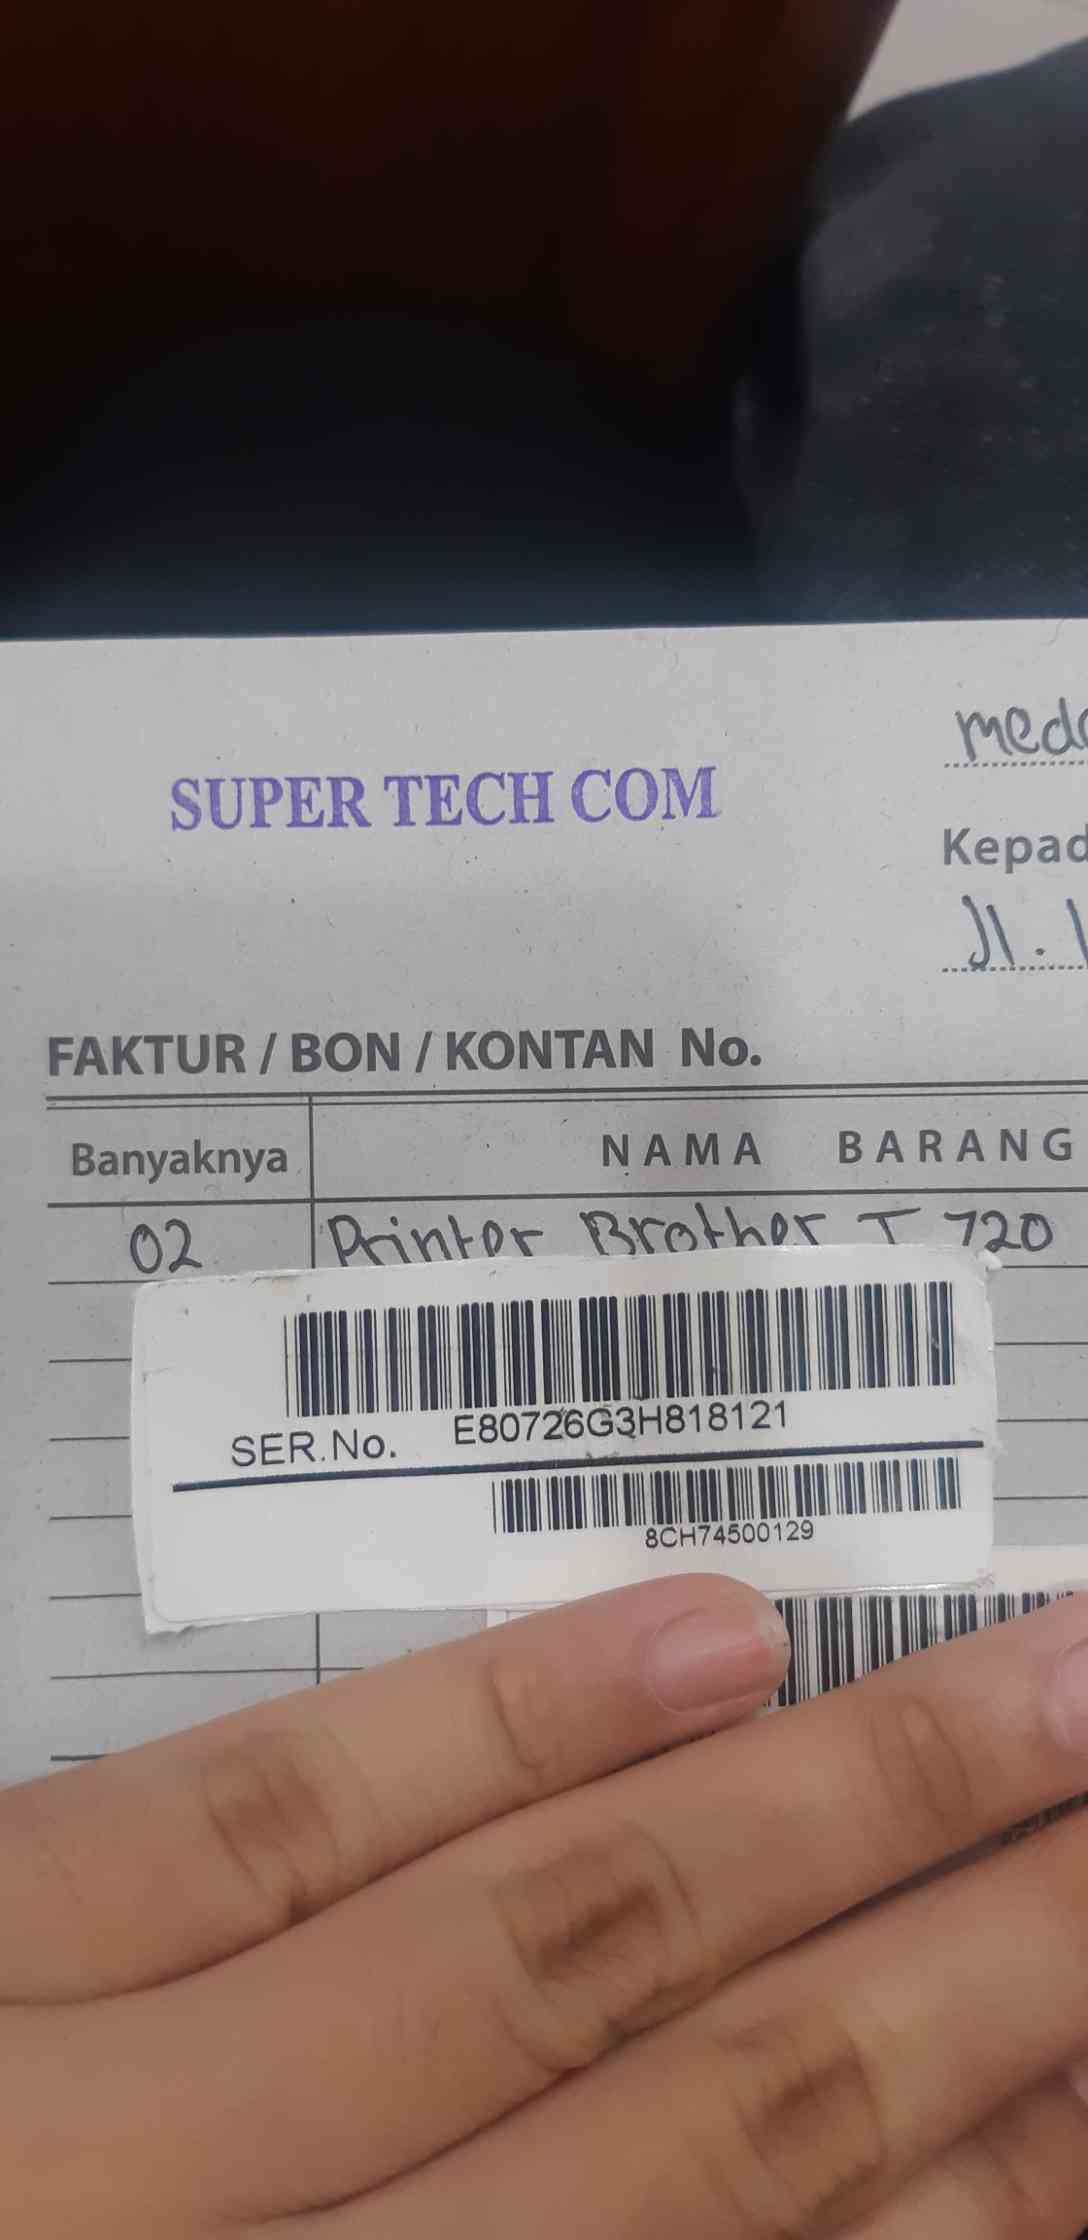 SUPER TECH COM
Kepad
Jl.
FAKTUR / BON / KONTAN No.
Banyaknya NAMA BARANG
02 Printer Brother T 720
E80726G3H818121
SER.No.
8CH74500129